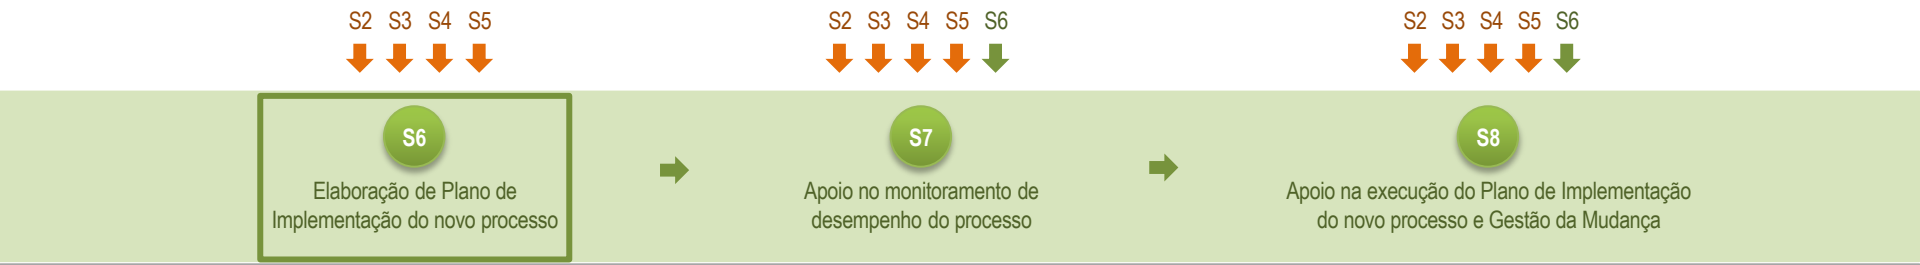 S2 S3 S4 S5
S2 S3 S4 S5 S6
S2 S3 S4 S5 S6
S6
Elaboração de Plano de
Implementação do novo processo
S7
Apoio no monitoramento de
desempenho do processo
S8
Apoio na execução do Plano de Implementação
do novo processo e Gestão da Mudança